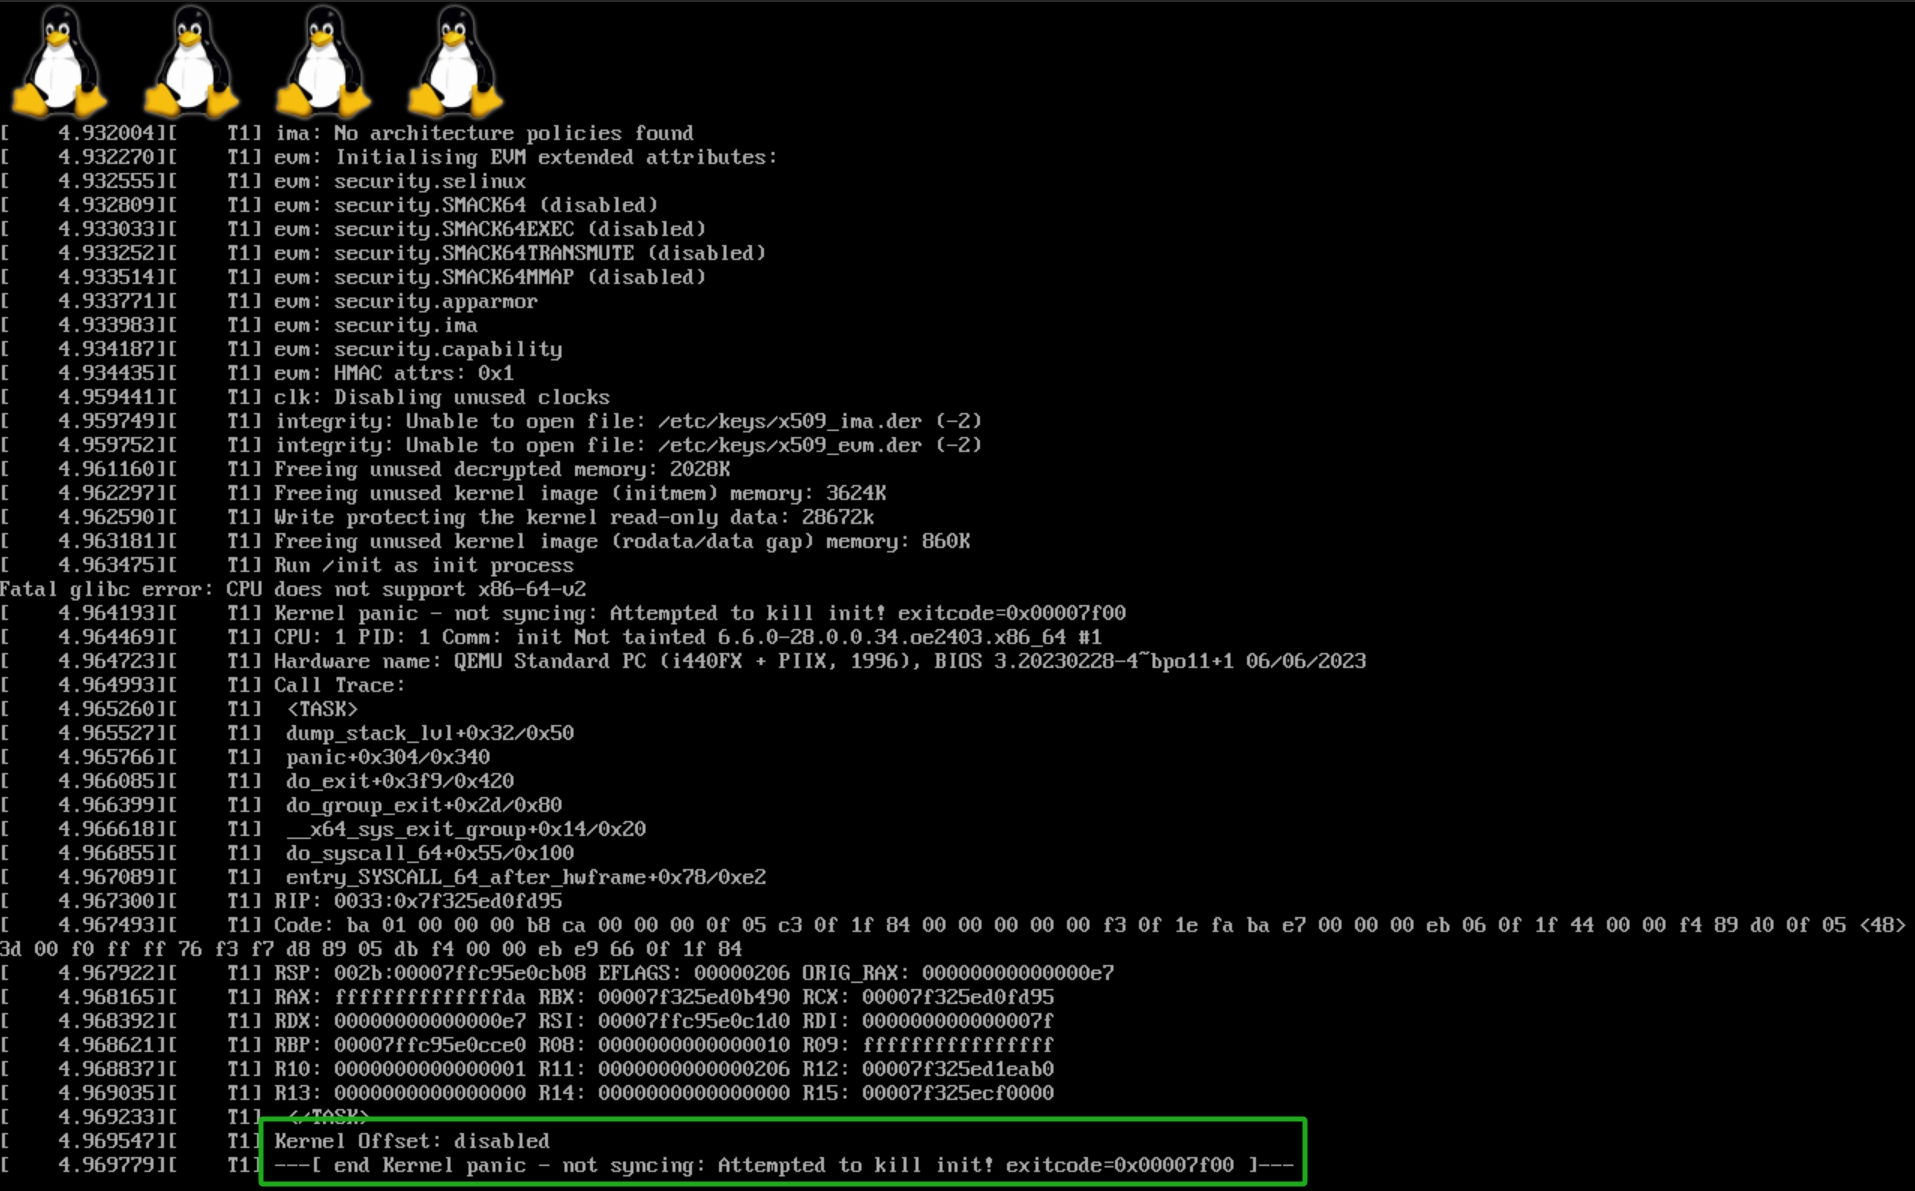 [    4.932004][    T1] ima: No architecture policies found
[    4.932270][    T1] evm: Initialising EVM extended attributes:
[    4.932555][    T1] evm: security.selinux
[    4.932809][    T1] evm: security.SMACK64 (disabled)
[    4.933033][    T1] evm: security.SMACK64EXEC (disabled)
[    4.933252][    T1] evm: security.SMACK64TRANSMUTE (disabled)
[    4.933514][    T1] evm: security.SMACK64MMAP (disabled)
[    4.933771][    T1] evm: security.apparmor
[    4.933983][    T1] evm: security.ima
[    4.934187][    T1] evm: security.capability
[    4.934435][    T1] evm: HMAC attrs: 0x1
[    4.959441][    T1] clk: Disabling unused clocks
[    4.959749][    T1] integrity: Unable to open file: /etc/keys/x509_ima.der (-2)
[    4.959752][    T1] integrity: Unable to open file: /etc/keys/x509_evm.der (-2)
[    4.961160][    T1] Freeing unused decrypted memory: 2028K
[    4.962297][    T1] Freeing unused kernel image (initmem) memory: 3624K
[    4.962590][    T1] Write protecting the kernel read-only data: 28672k
[    4.963181][    T1] Freeing unused kernel image (rodata/data gap) memory: 860K
[    4.963475][    T1] Run /init as init process
Fatal glibc error: CPU does not support x86-64-v2
[    4.964193][    T1] Kernel panic - not syncing: Attempted to kill init! exitcode=0x00007f00
[    4.964469][    T1] CPU: 1 PID: 1 Comm: init Not tainted 6.6.0-28.0.0.34.oe2403.x86_64 #1
[    4.964723][    T1] Hardware name: QEMU Standard PC (i440FX + PIIX, 1996), BIOS 3.20230228-4~bpo11+1 06/06/2023
[    4.964993][    T1] Call Trace:
[    4.965260][    T1]  <TASK>
[    4.965527][    T1]  dump_stack_lvl+0x32/0x50
[    4.965766][    T1]  panic+0x304/0x340
[    4.966085][    T1]  do_exit+0x3f9/0x420
[    4.966399][    T1]  do_group_exit+0x2d/0x80
[    4.966618][    T1]  __x64_sys_exit_group+0x14/0x20
[    4.966855][    T1]  do_syscall_64+0x55/0x100
[    4.967089][    T1]  entry_SYSCALL_64_after_hwframe+0x78/0xe2
[    4.967300][    T1] RIP: 0033:0x7f325ed0fd95
[    4.967493][    T1] Code: ba 01 00 00 00 b8 ca 00 00 00 0f 05 c3 0f 1f 84 00 00 00 00 00 f3 0f 1e fa ba e7 00 00 00 eb 06 0f 1f 44 00 00 f4 89 d0 0f 05 <48>
3d 00 f0 ff ff 76 f3 f7 d8 89 05 db f4 00 00 eb e9 66 0f 1f 84
[    4.967922][    T1] RSP: 002b:00007ffc95e0cb08 EFLAGS: 00000206 ORIG_RAX: 00000000000000e7
[    4.968165][    T1] RAX: ffffffffffffffda RBX: 00007f325ed0b490 RCX: 00007f325ed0fd95
[    4.968392][    T1] RDX: 00000000000000e7 RSI: 00007ffc95e0c1d0 RDI: 000000000000007f
[    4.968621][    T1] RBP: 00007ffc95e0cce0 R08: 0000000000000010 R09: ffffffffffffffff
[    4.968837][    T1] R10: 0000000000000001 R11: 0000000000000206 R12: 00007f325ed1eab0
[    4.969035][    T1] R13: 0000000000000000 R14: 0000000000000000 R15: 00007f325ecf0000
[    4.969233][    T1]  </TASK>
[    4.969547][    T1] Kernel Offset: disabled
[    4.969779][    T1] ---[ end Kernel panic - not syncing: Attempted to kill init! exitcode=0x00007f00 ]---